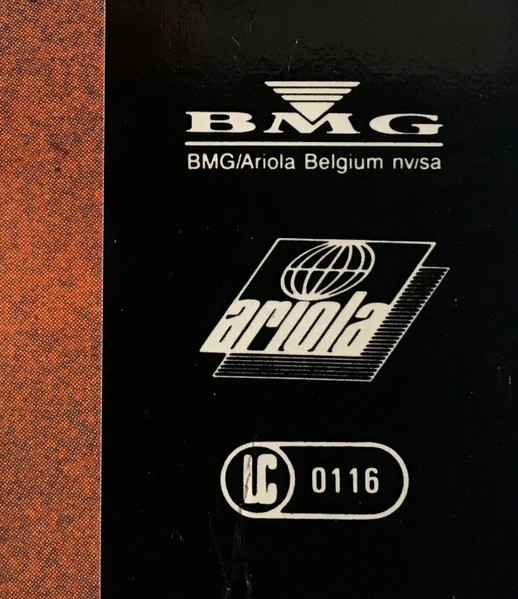 BMG
BMG/Ariola Belgium nv/sa
ariola
LC 0116